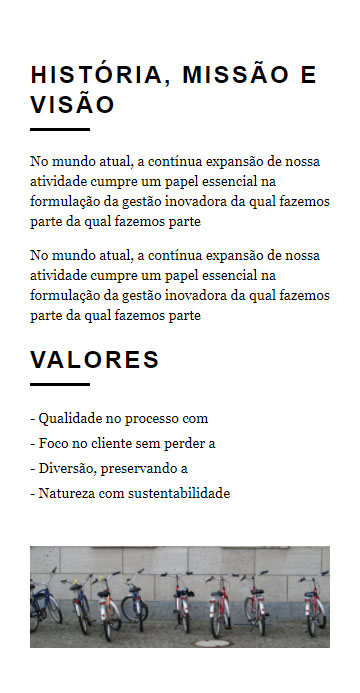 HISTÓRIA, MISSÃO E
VISÃO
No mundo atual, a contínua expansão de nossa
atividade cumpre um papel essencial na
formulação da gestão inovadora da qual fazemos
parte da qual fazemos parte
No mundo atual, a contínua expansão de nossa
atividade cumpre um papel essencial na
formulação da gestão inovadora da qual fazemos
parte da qual fazemos parte
VALORES
- Qualidade no processo com
- Foco no cliente sem perder a
- Diversão, preservando a
- Natureza com sustentabilidade